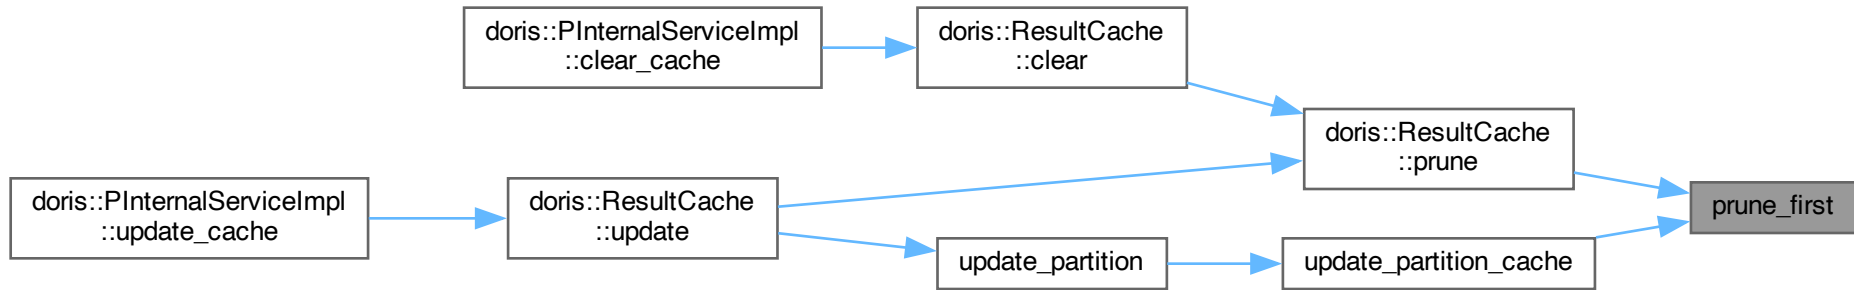 doris::PInternalServiceImpl
::clear_cache
doris::ResultCache
::clear
doris::ResultCache
::prune
doris::PInternalServiceImpl
::update_cache
doris::ResultCache
::update
prune_first
update_partition
update_partition_cache